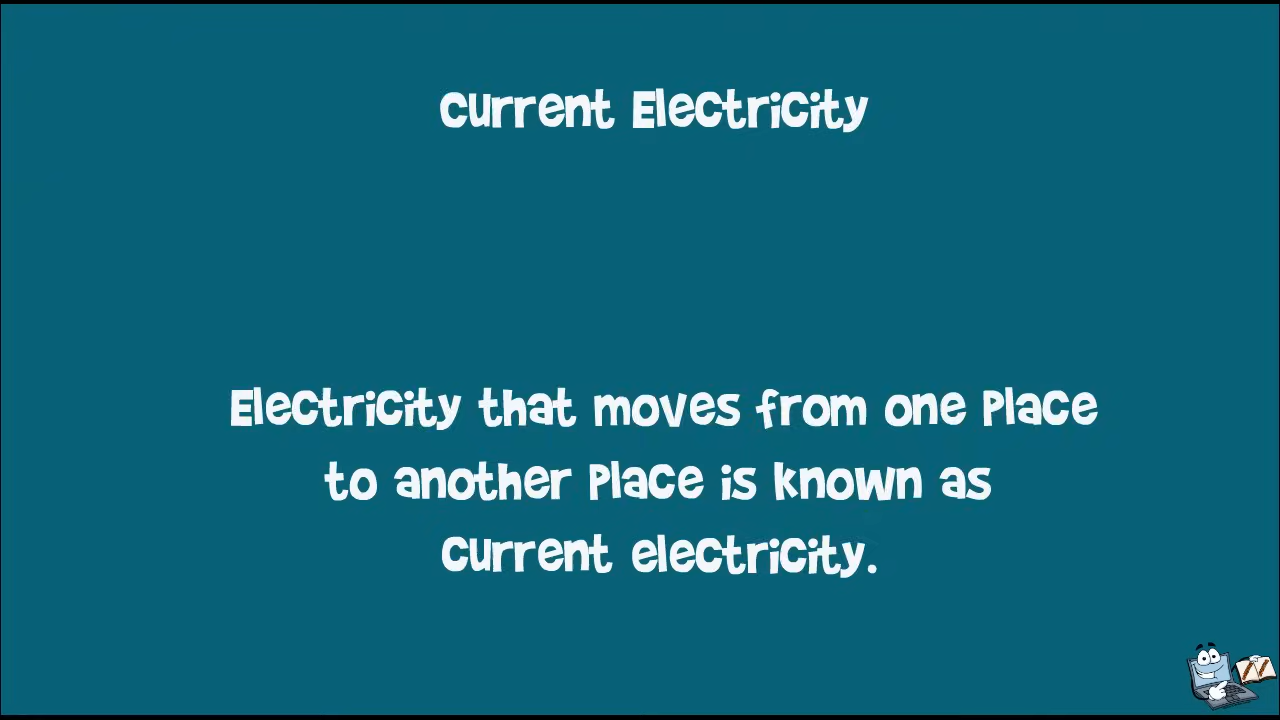 Current Electricity
Electricity that moves from one place
to another place is known as
current electricity.